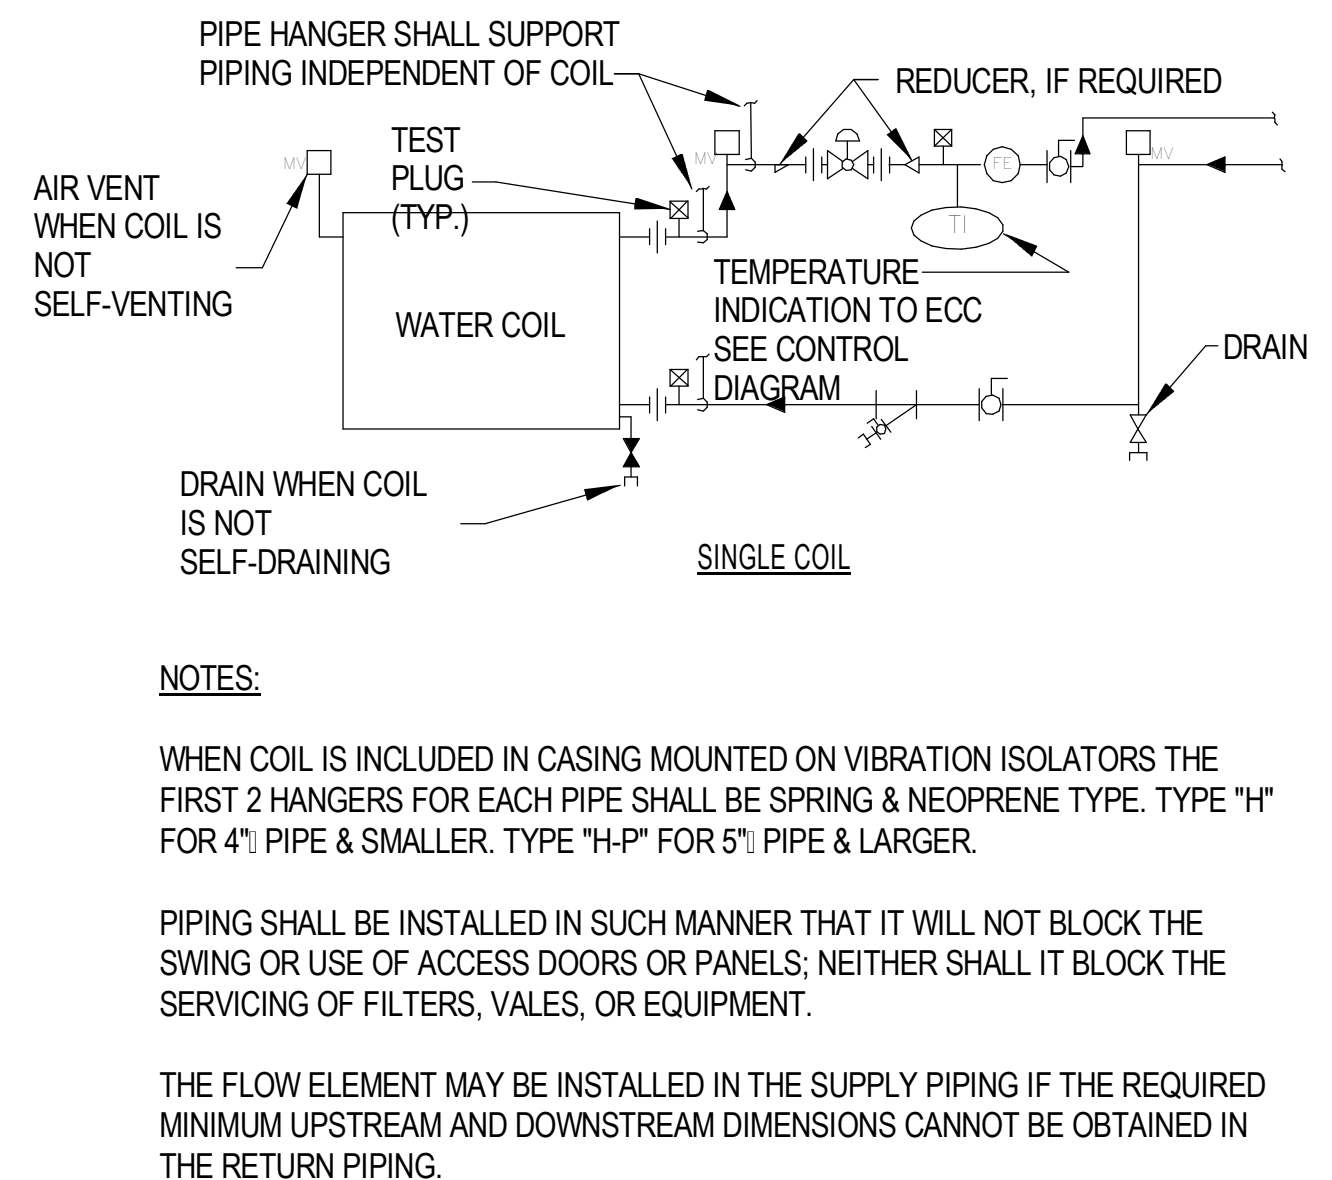 PIPE HANGER SHALL SUPPORT
PIPING INDEPENDENT OF COIL
REDUCER, IF REQUIRED
TEST
PLUG
(TYP.)
MV
MV
MV
FE
TI
AIR VENT
WHEN COIL IS
NOT
SELF-VENTING
WATER COIL
TEMPERATURE
INDICATION TO ECC
SEE CONTROL
DIAGRAM
DRAIN
DRAIN WHEN COIL
IS NOT
SELF-DRAINING
SINGLE COIL
NOTES:
WHEN COIL IS INCLUDED IN CASING MOUNTED ON VIBRATION ISOLATORS THE
FIRST 2 HANGERS FOR EACH PIPE SHALL BE SPRING & NEOPRENE TYPE. TYPE "H"
FOR 4"▯ PIPE & SMALLER. TYPE "H-P" FOR 5"▯ PIPE & LARGER.
PIPING SHALL BE INSTALLED IN SUCH MANNER THAT IT WILL NOT BLOCK THE
SWING OR USE OF ACCESS DOORS OR PANELS; NEITHER SHALL IT BLOCK THE
SERVICING OF FILTERS, VALES, OR EQUIPMENT.
THE FLOW ELEMENT MAY BE INSTALLED IN THE SUPPLY PIPING IF THE REQUIRED
MINIMUM UPSTREAM AND DOWNSTREAM DIMENSIONS CANNOT BE OBTAINED IN
THE RETURN PIPING.